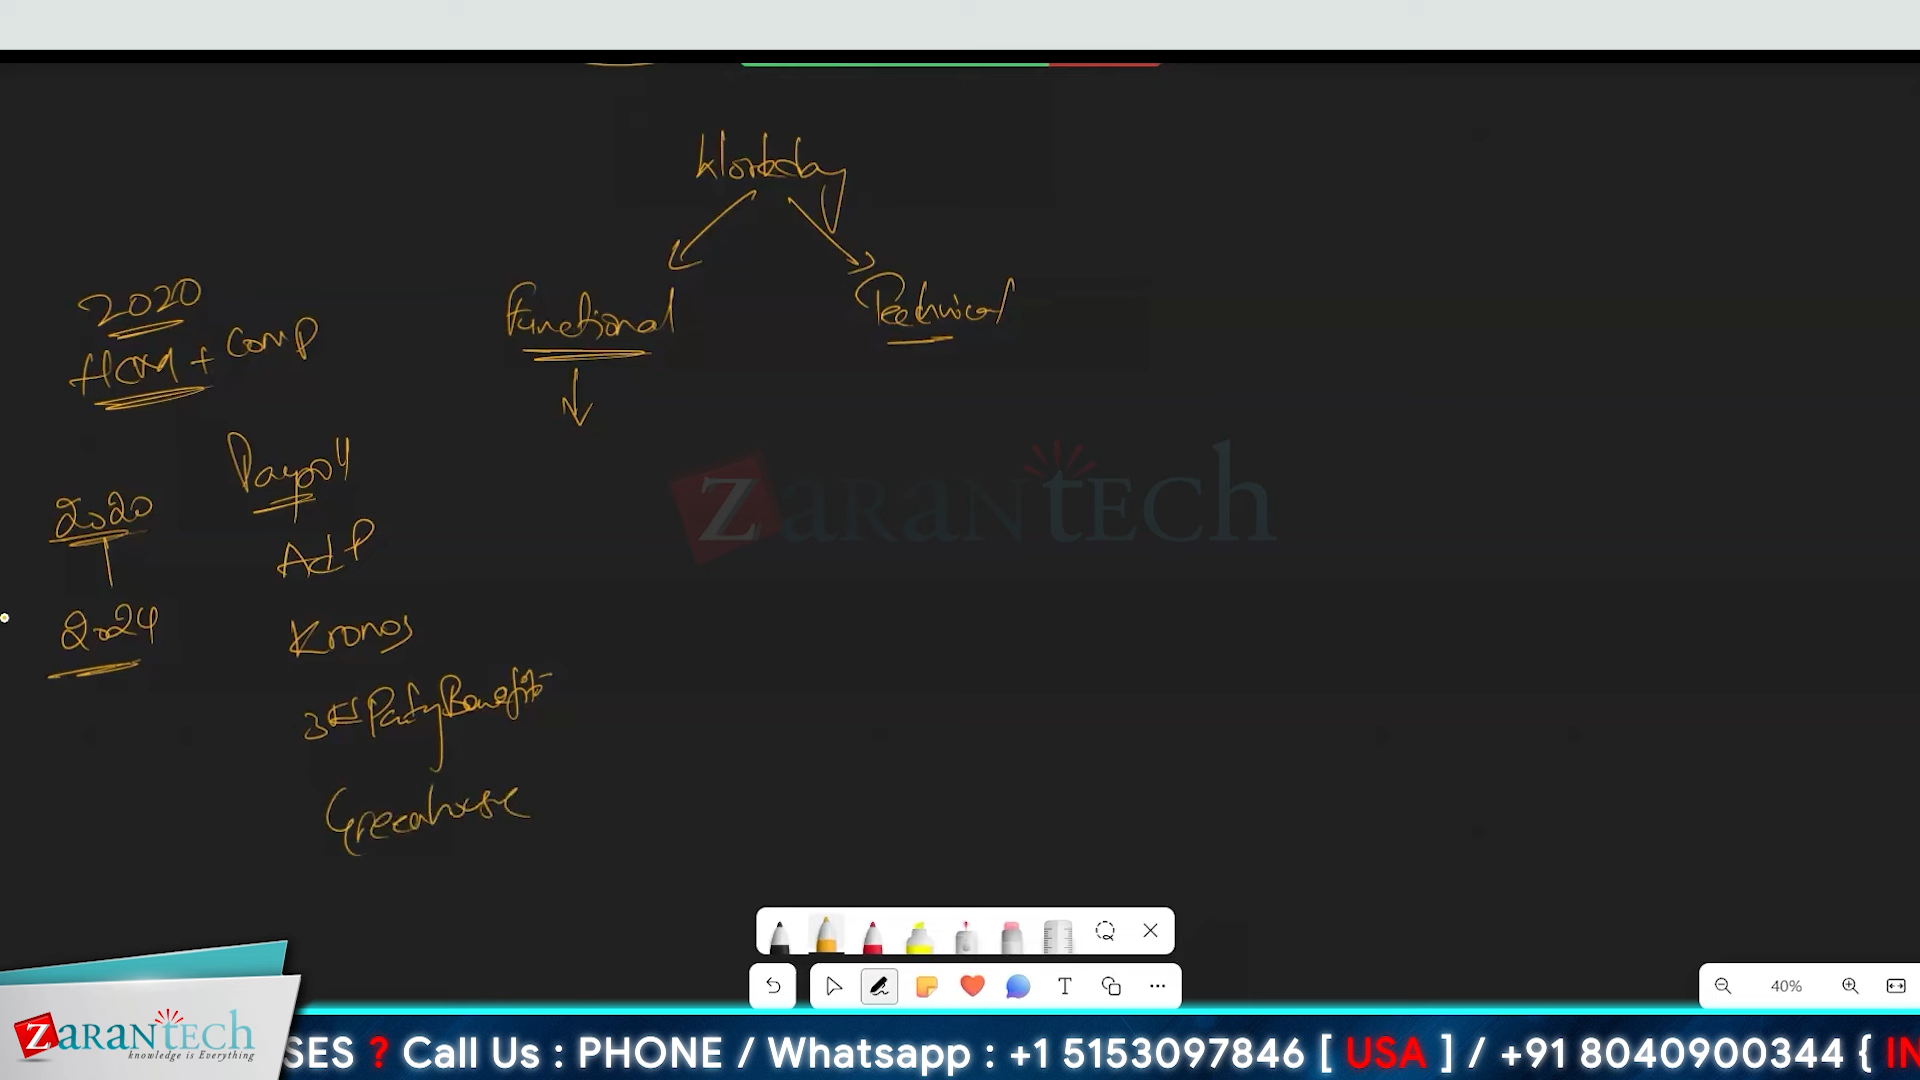 Workday
Functional
Technical
2020
HCM + Comp
Payroll
2020
AdP
2024
Kronos
3rd Party Benefits
Greenhouse
ZaranTech
40%
ZaranTech
knowledge is Everything
SES ? Call Us : PHONE / Whatsapp : +1 5153097846 [ USA ] / +91 8040900344 { IN